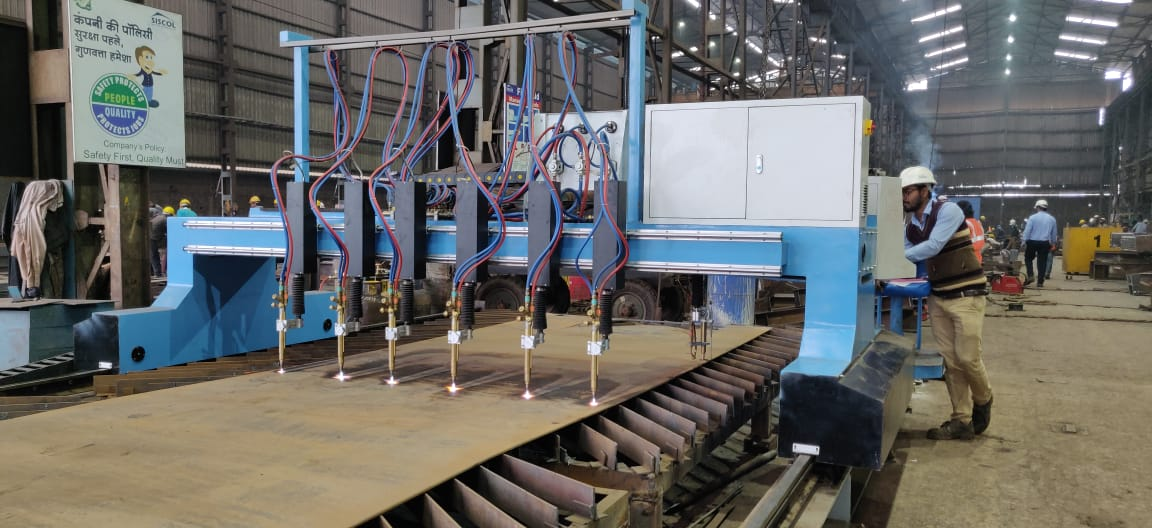 SISCOL
कंपनी की पॉलिसी
सुरक्षा पहले,
गुणवत्ता हमेशा
SAFETY PROTECTS
PEOPLE
QUALITY
PROTECTS JOBS
Company's Policy:
Safety First, Quality Must
1